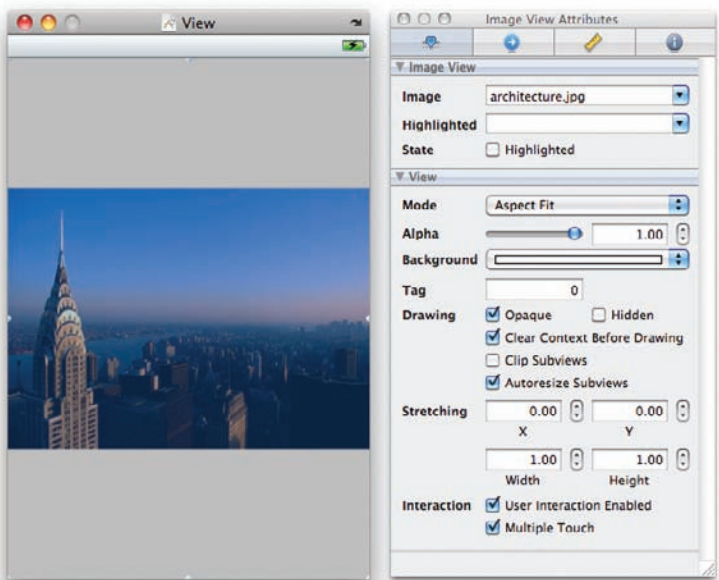 View
Image View Attributes
Image View
Image architecture.jpg
Highlighted
State Highlighted
View
Mode Aspect Fit
Alpha 1.00
Background
Tag 0
Drawing Opaque Hidden
Clear Context Before Drawing
Clip Subviews
Autoresize Subviews
Stretching 0.00 0.00
X Y
1.00 1.00
Width Height
Interaction User Interaction Enabled
Multiple Touch